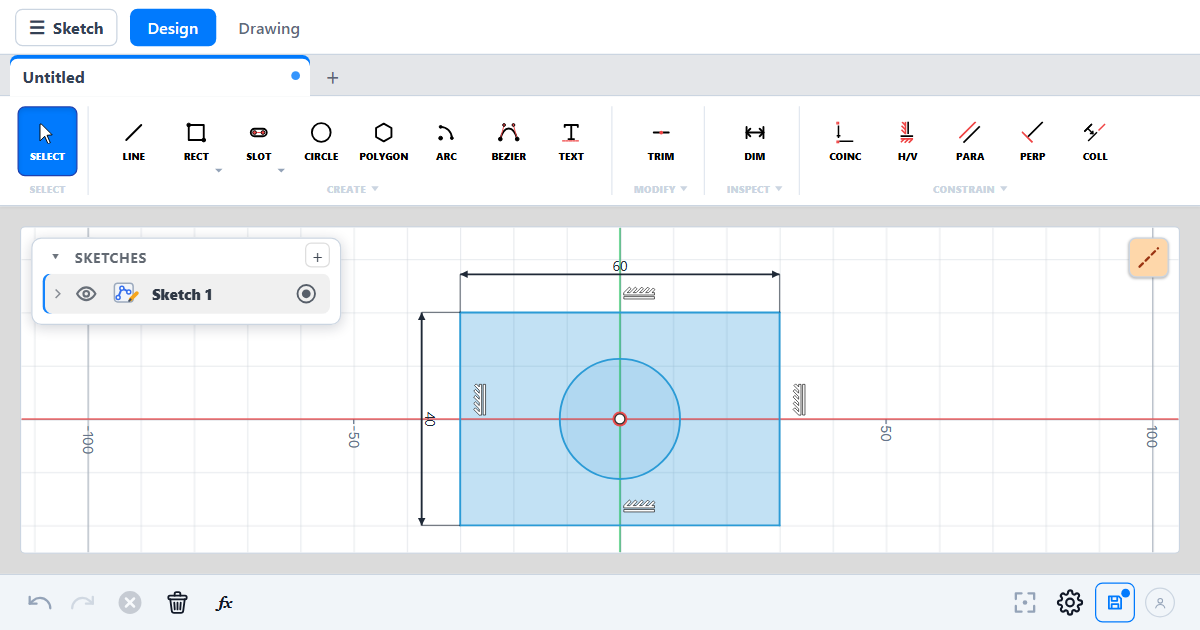 ☰ Sketch Design Drawing
Untitled +
SELECT LINE RECT SLOT CIRCLE POLYGON ARC BEZIER TEXT TRIM DIM COINC H/V PARA PERP COLL
SELECT CREATE MODIFY INSPECT CONSTRAIN
SKETCHES +
Sketch 1
60
40
-100 -50 50 100
fx